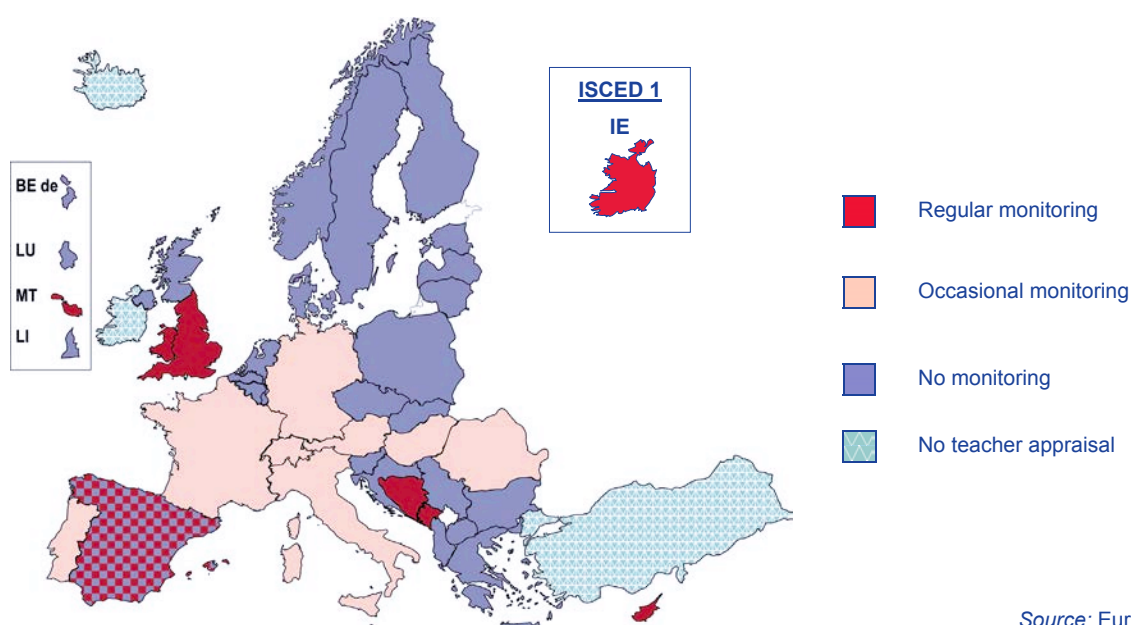 ISCED 1
IE
BE de
LU
MT
LI
Regular monitoring
Occasional monitoring
No monitoring
No teacher appraisal
Source: Eur